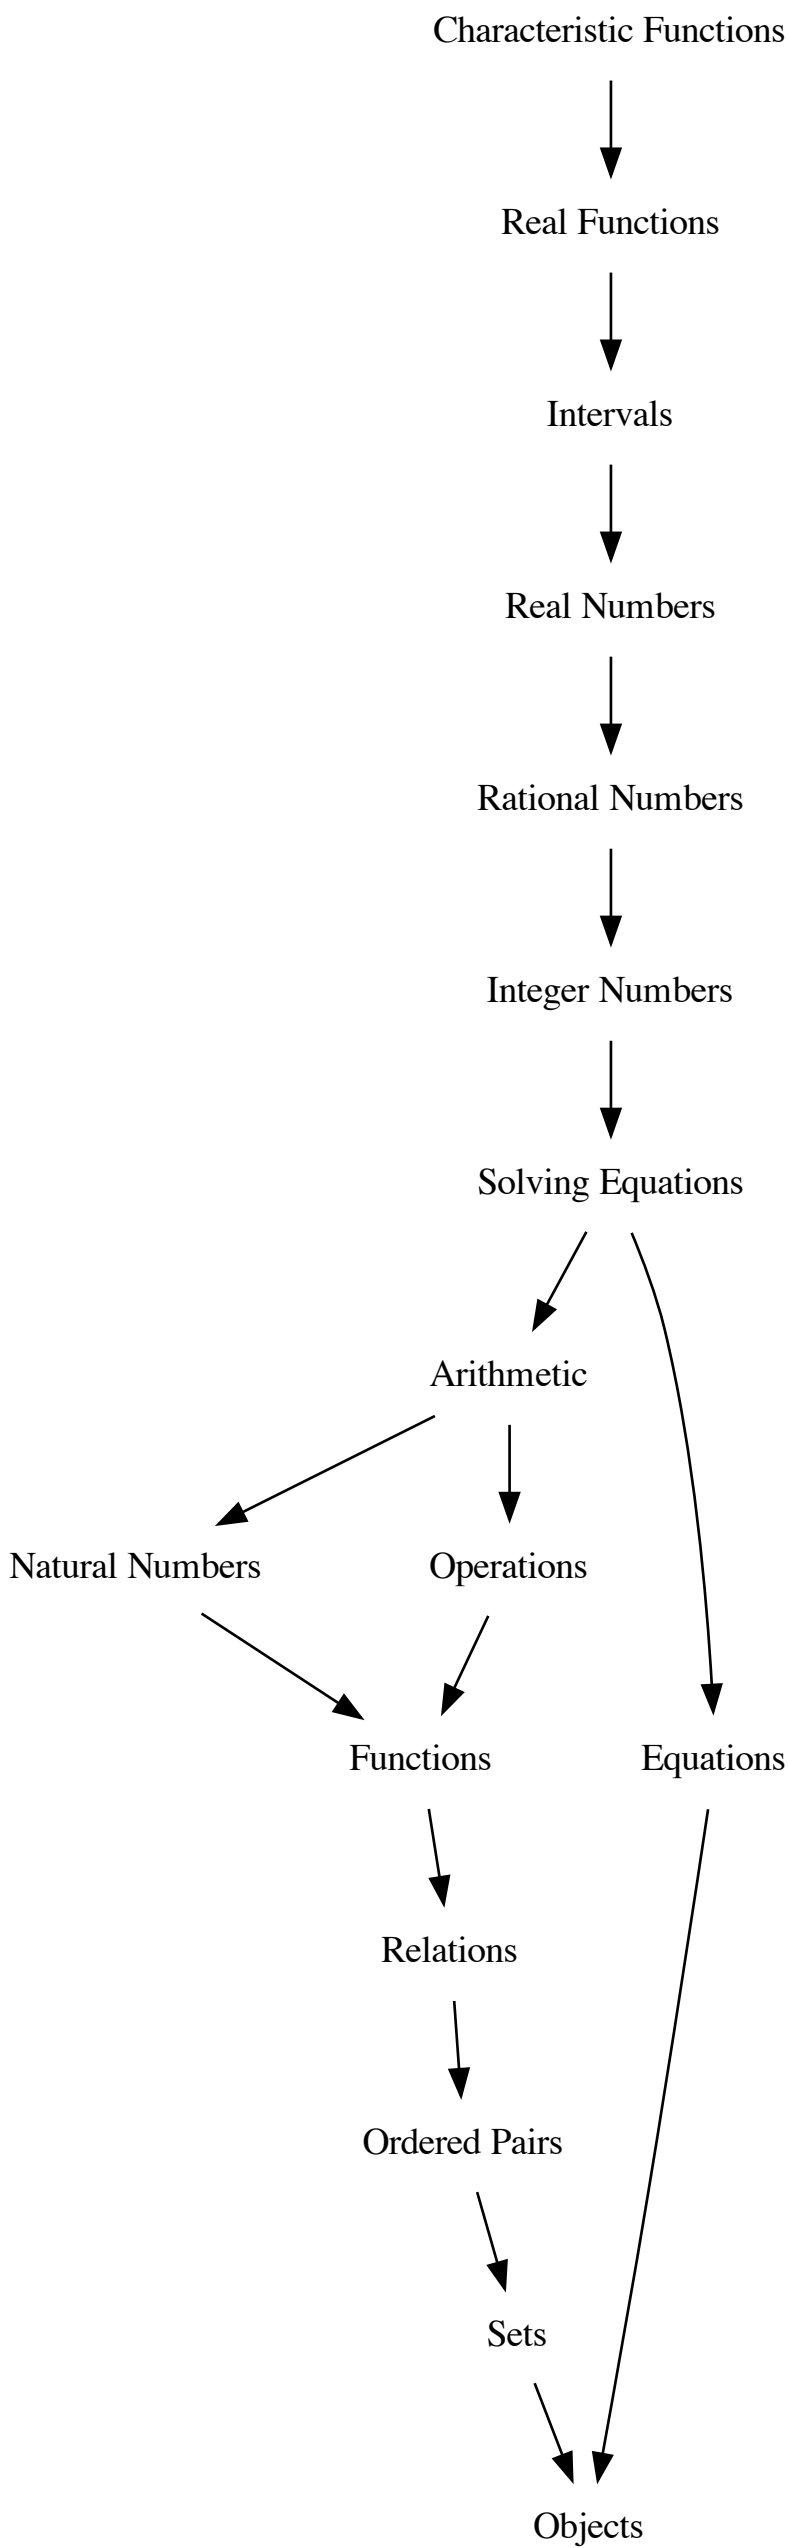 Characteristic Functions
Real Functions
Intervals
Real Numbers
Rational Numbers
Integer Numbers
Solving Equations
Arithmetic
Natural Numbers
Operations
Functions
Equations
Relations
Ordered Pairs
Sets
Objects